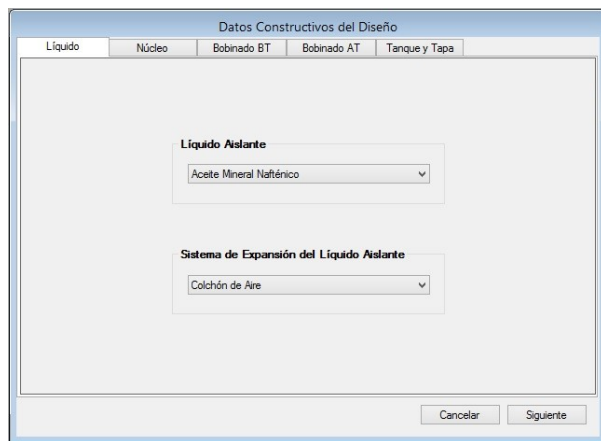 Datos Constructivos del Diseño
Líquido Núcleo Bobinado BT Bobinado AT Tanque y Tapa
Líquido Aislante
Aceite Mineral Nafténico
Sistema de Expansión del Líquido Aislante
Colchón de Aire
Cancelar Siguiente